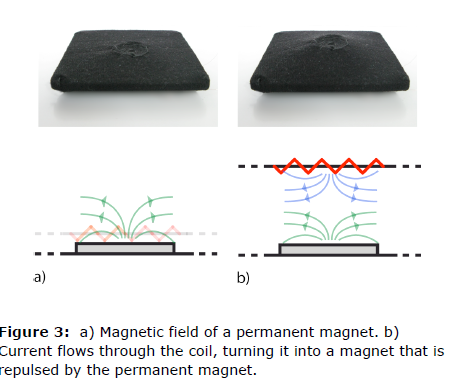 a)
b)
Figure 3: a) Magnetic field of a permanent magnet. b)
Current flows through the coil, turning it into a magnet that is
repulsed by the permanent magnet.